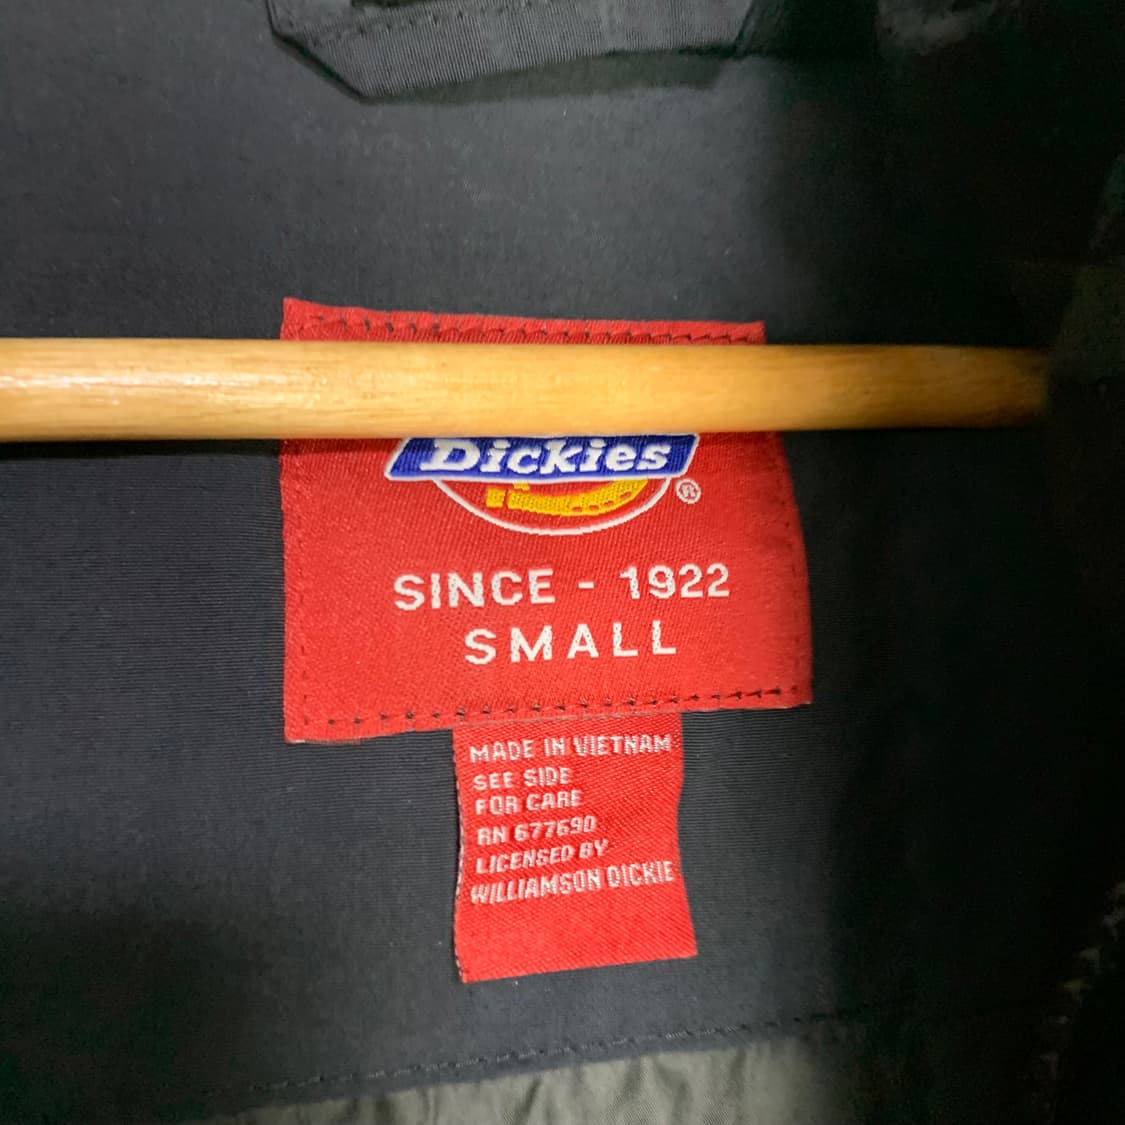 Dickies
®
SINCE - 1922
SMALL
MADE IN VIETNAM
SEE SIDE
FOR CARE
RN 677690
LICENSED BY
WILLIAMSON DICKIE